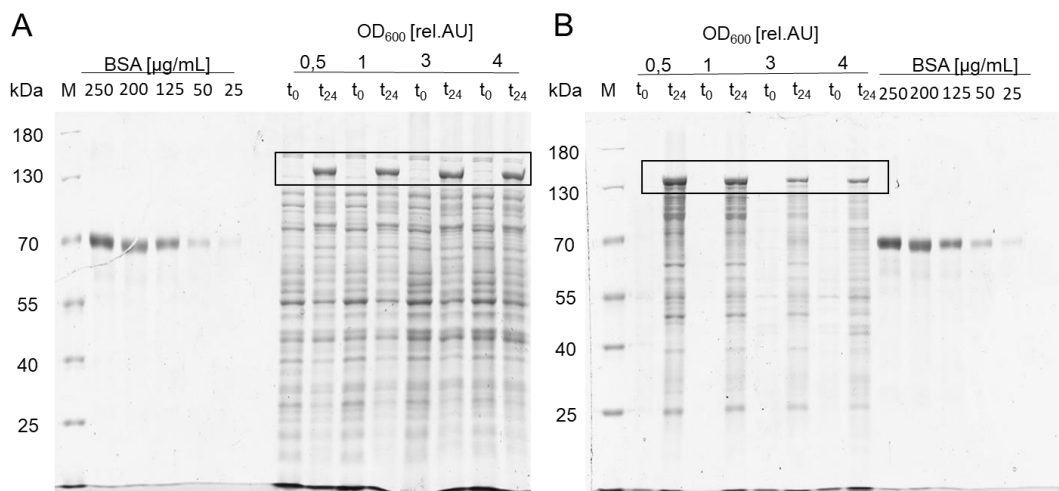 A
OD₆₀₀ [rel.AU]
BSA [µg/mL]
0,5 1 3 4
kDa M 250 200 125 50 25 t₀ t₂₄ t₀ t₂₄ t₀ t₂₄ t₀ t₂₄
180
130
70
55
40
25
B
OD₆₀₀ [rel.AU]
0,5 1 3 4 BSA [µg/mL]
kDa M t₀ t₂₄ t₀ t₂₄ t₀ t₂₄ t₀ t₂₄ 250 200 125 50 25
180
130
70
55
40
25